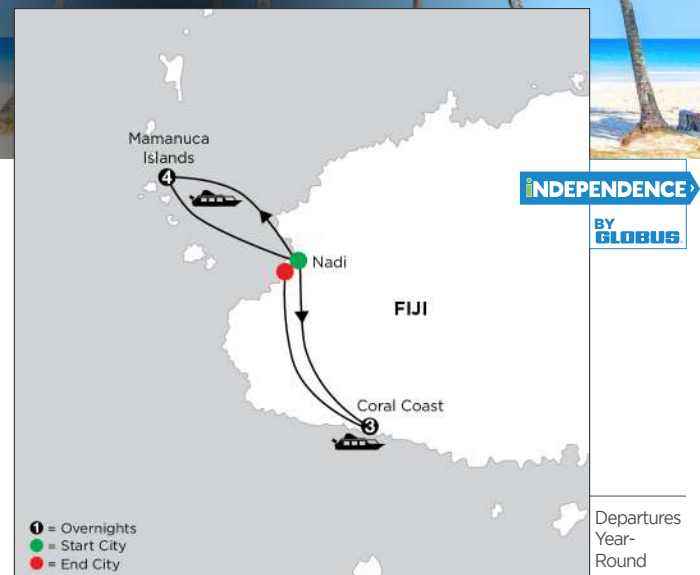 Mamanuca
Islands
4
iNDEPENDENCE
BY
GLOBUS.
Nadi
FIJI
Coral Coast
3
1 = Overnights
= Start City
= End City
Departures
Year-
Round